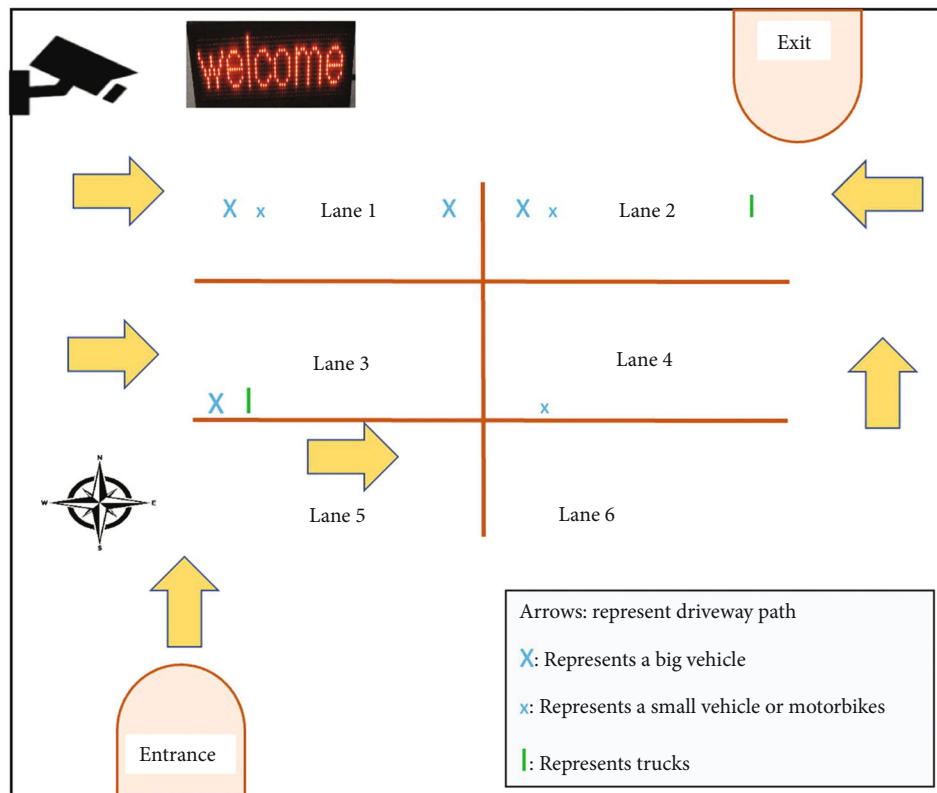 welcome
Exit
X x Lane 1 X X x Lane 2 I
Lane 3
Lane 4
X I
x
N
W E
S
Lane 5
Lane 6
Entrance
Arrows: represent driveway path
X: Represents a big vehicle
x: Represents a small vehicle or motorbikes
I: Represents trucks